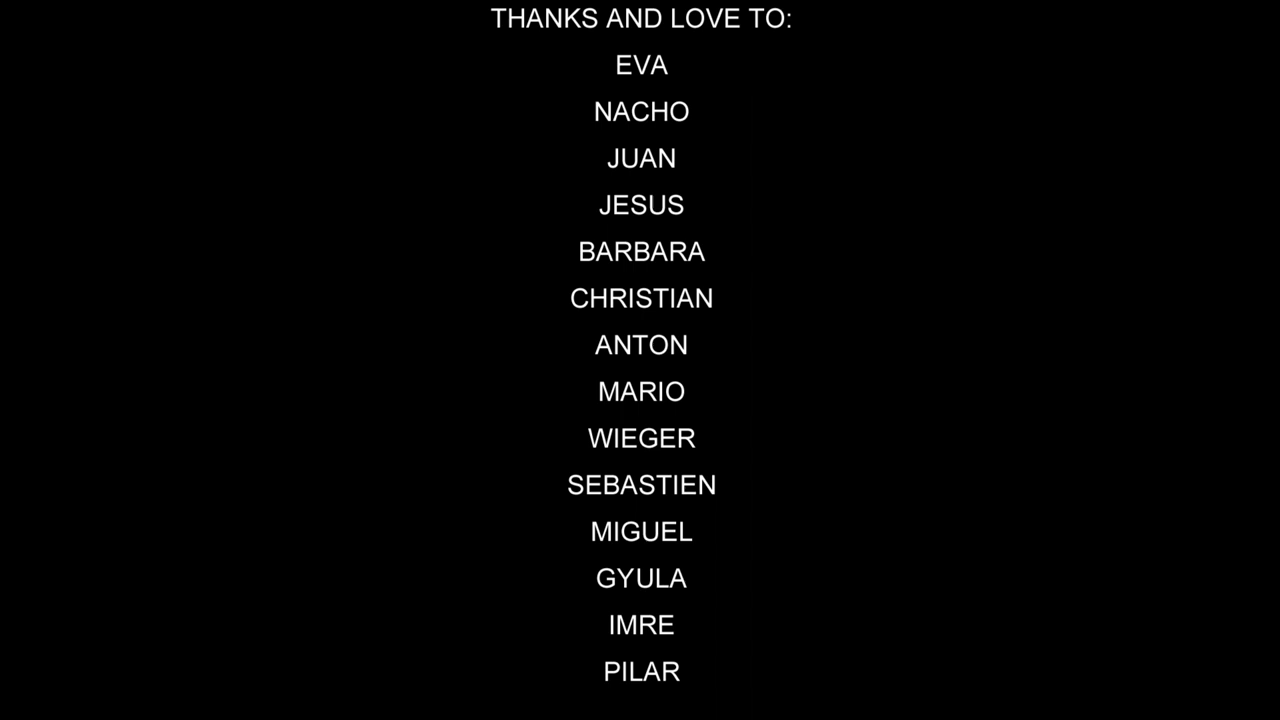 THANKS AND LOVE TO:
EVA
NACHO
JUAN
JESUS
BARBARA
CHRISTIAN
ANTON
MARIO
WIEGER
SEBASTIEN
MIGUEL
GYULA
IMRE
PILAR